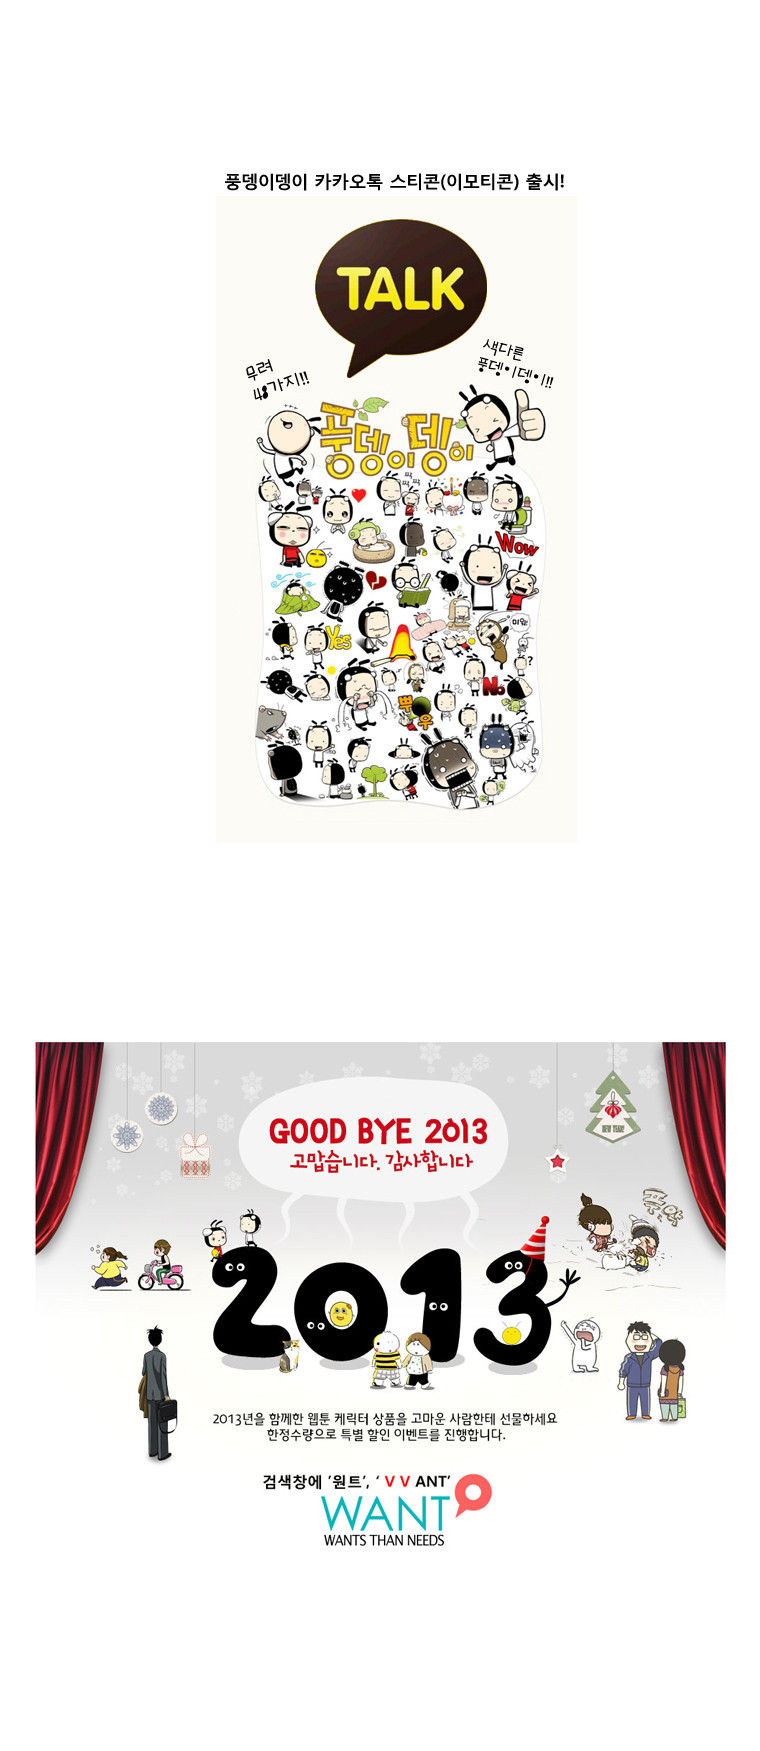 풍뎅이뎅이 카카오톡 스티콘(이모티콘) 출시!
TALK
무려
48가지!!
색다른
풍뎅이뎅이!!
풍뎅이뎅이
WOW
Yes
미워!
?
No
뿌우
GOOD BYE 2013
고맙습니다. 감사합니다
NEW YEAR!
2013
2013년을 함께한 웹툰 케릭터 상품을 고마운 사람한테 선물하세요
한정수량으로 특별 할인 이벤트를 진행합니다.
검색창에 '원트', ' V V ANT'
WANT
WANTS THAN NEEDS